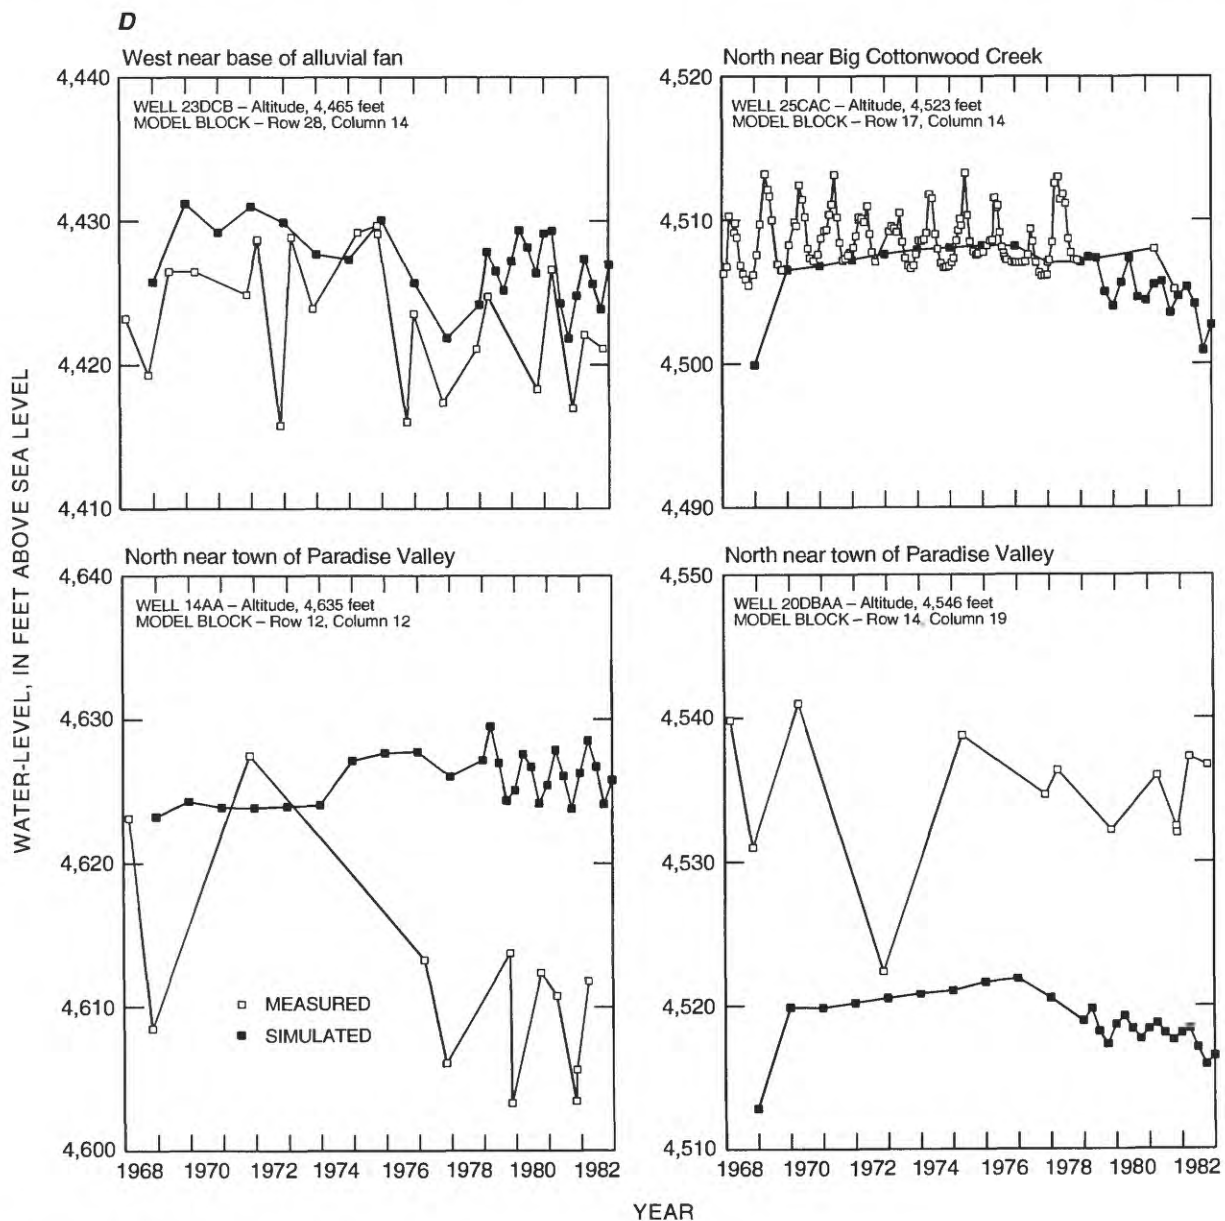 D
West near base of alluvial fan
4,440
WELL 23DCB – Altitude, 4,465 feet
MODEL BLOCK – Row 28, Column 14
4,430
4,420
4,410
North near Big Cottonwood Creek
4,520
WELL 25CAC – Altitude, 4,523 feet
MODEL BLOCK – Row 17, Column 14
4,510
4,500
4,490
WATER-LEVEL, IN FEET ABOVE SEA LEVEL
North near town of Paradise Valley
4,640
WELL 14AA – Altitude, 4,635 feet
MODEL BLOCK – Row 12, Column 12
4,630
4,620
4,610
MEASURED
SIMULATED
4,600
1968 1970 1972 1974 1976 1978 1980 1982
North near town of Paradise Valley
4,550
WELL 20DBAA – Altitude, 4,546 feet
MODEL BLOCK – Row 14, Column 19
4,540
4,530
4,520
4,510
1968 1970 1972 1974 1976 1978 1980 1982
YEAR